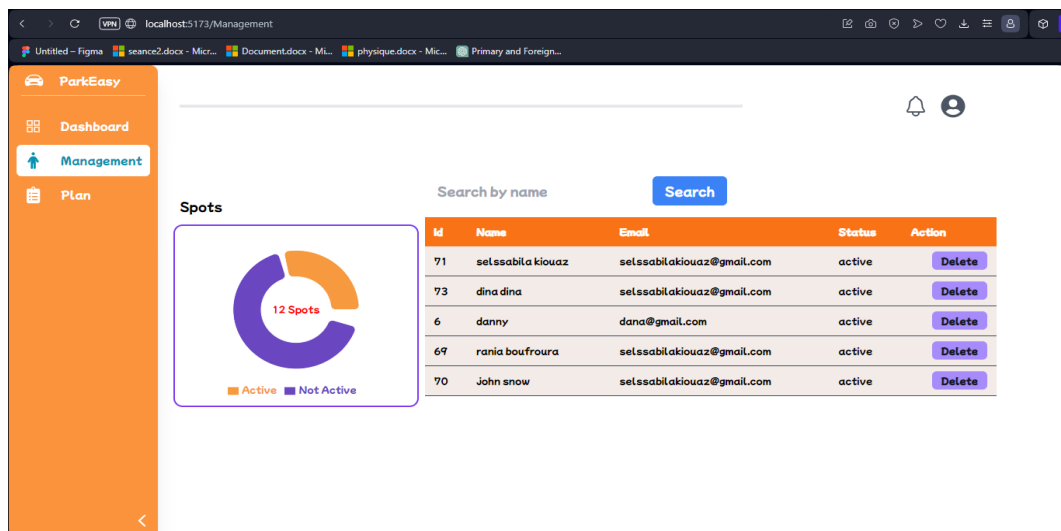 VPN localhost:5173/Management
Untitled – Figma seance2.docx - Micr... Document.docx - Mi... physique.docx - Mic... Primary and Foreign...
ParkEasy
Dashboard
Management
Plan
Spots
12 Spots
Active Not Active
Search by name Search
Id Name Email Status Action
71 selssabila kiouaz selssabilakiouaz@gmail.com active Delete
73 dina dina selssabilakiouaz@gmail.com active Delete
6 danny dana@gmail.com active Delete
69 rania boufroura selssabilakiouaz@gmail.com active Delete
70 john snow selssabilakiouaz@gmail.com active Delete